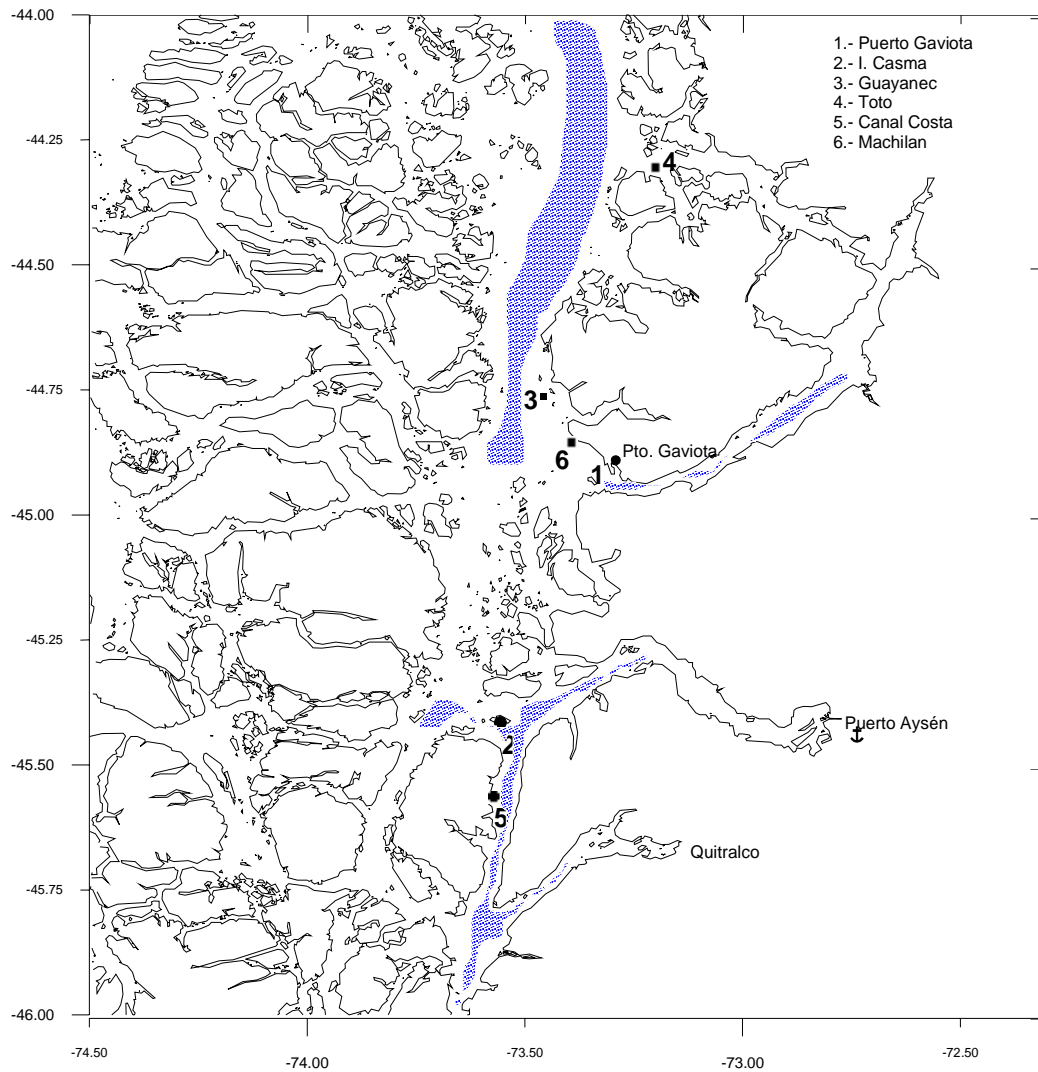 -44.00
1.- Puerto Gaviota
2.- I. Casma
3.- Guayanec
4.- Toto
5.- Canal Costa
6.- Machilan
-44.25
4
-44.50
-44.75
3
6
Pto. Gaviota
1
-45.00
-45.25
Puerto Aysén
2
-45.50
5
Quitralco
-45.75
-46.00
-74.50
-74.00
-73.50
-73.00
-72.50